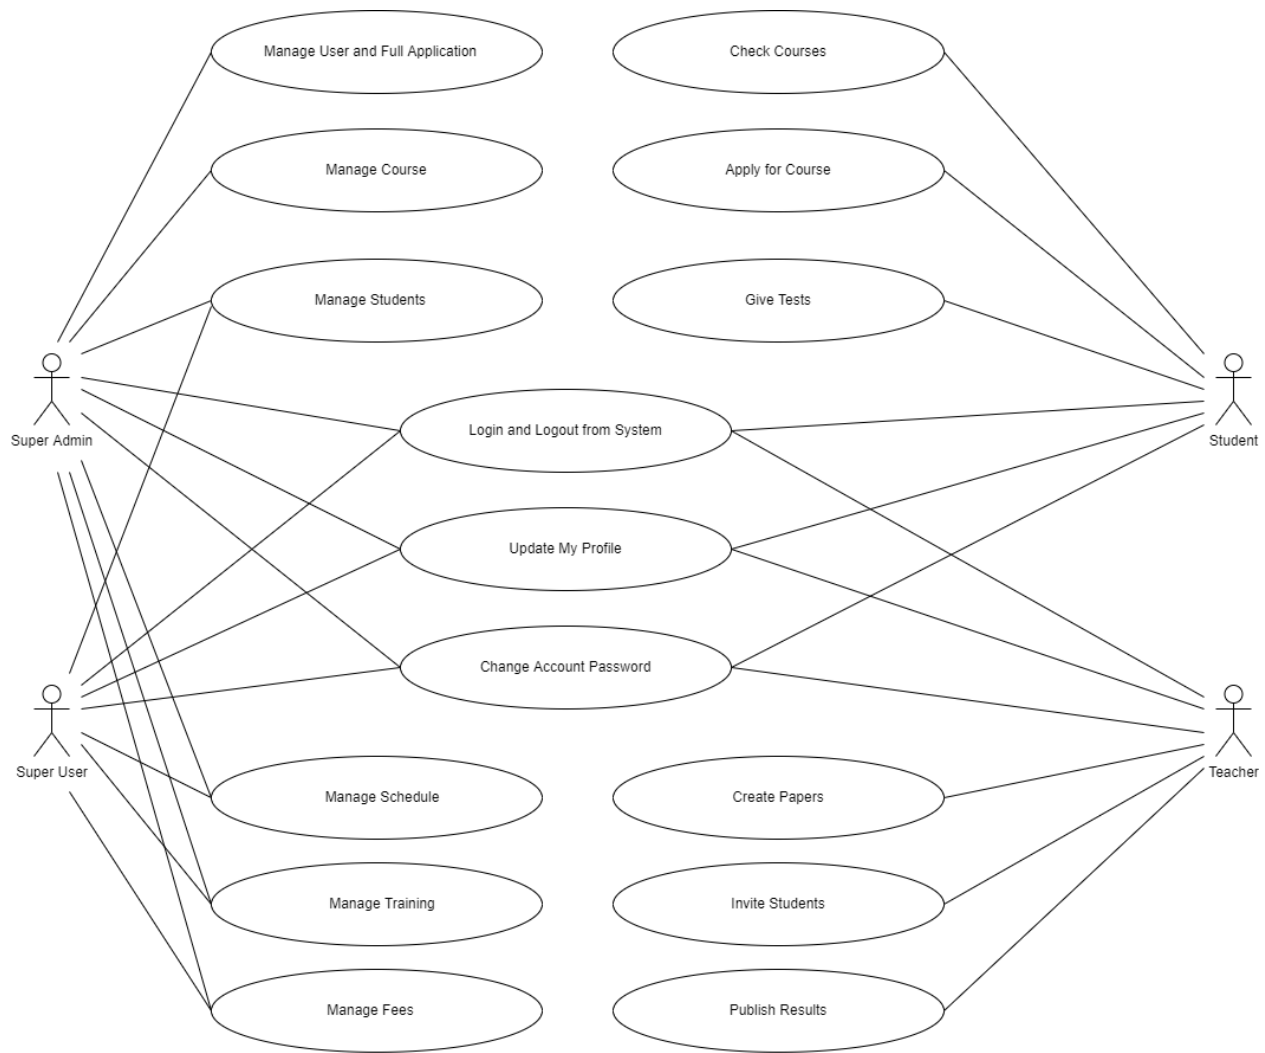 Manage User and Full Application
Check Courses
Manage Course
Apply for Course
Manage Students
Give Tests
Super Admin
Login and Logout from System
Student
Update My Profile
Change Account Password
Super User
Teacher
Manage Schedule
Create Papers
Manage Training
Invite Students
Manage Fees
Publish Results